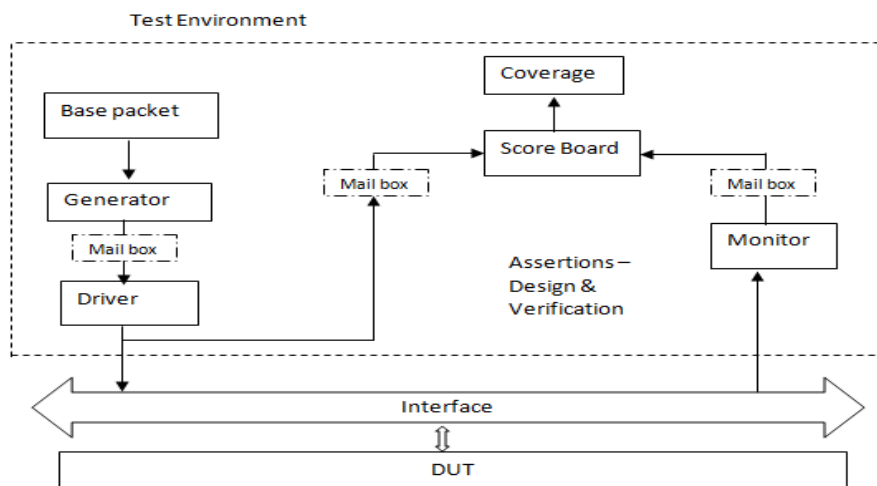 Test Environment
Coverage
Base packet
Score Board
Mail box
Mail box
Generator
Mail box
Monitor
Assertions –
Design &
Verification
Driver
Interface
DUT